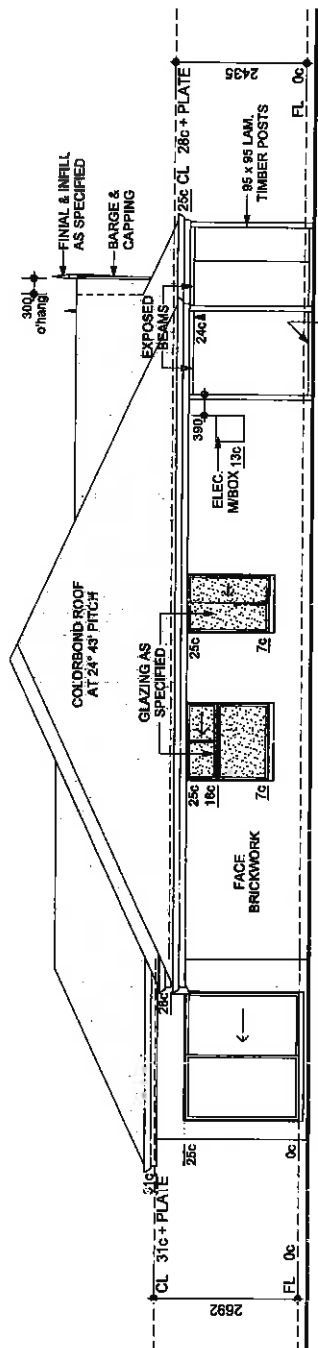 300
o'hang
FINIAL & INFILL
AS SPECIFIED
BARGE &
CAPPING
COLORBOND ROOF
AT 24° 43' PITCH
EXPOSED
BEAMS
25c CL 28c + PLATE
2435
FL 0c
95 x 95 LAM.
TIMBER POSTS
24c
390
ELEC.
M/BOX 13c
GLAZING AS
SPECIFIED
25c
7c
25c
16c
7c
FACE
BRICKWORK
28c
25c
0c
31c
CL 31c + PLATE
2692
FL 0c